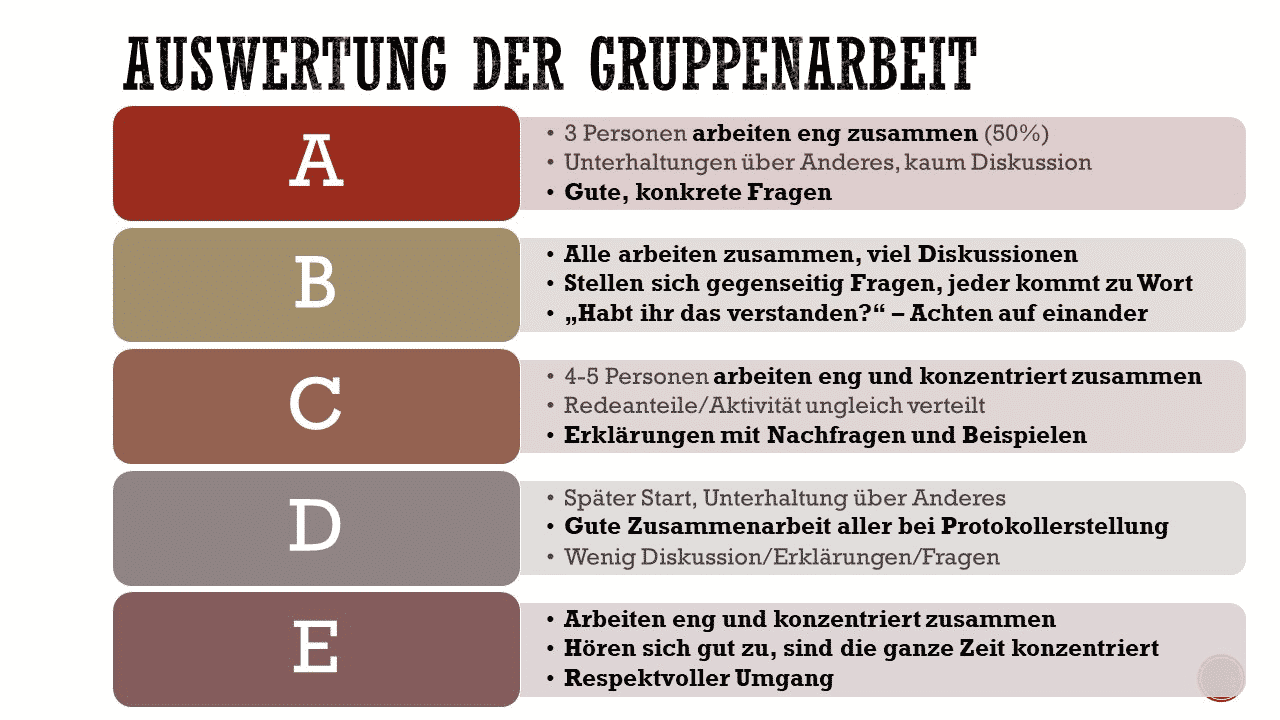 AUSWERTUNG DER GRUPPENARBEIT
A
• 3 Personen arbeiten eng zusammen (50%)
• Unterhaltungen über Anderes, kaum Diskussion
• Gute, konkrete Fragen
B
• Alle arbeiten zusammen, viel Diskussionen
• Stellen sich gegenseitig Fragen, jeder kommt zu Wort
• „Habt ihr das verstanden?“ – Achten auf einander
C
• 4-5 Personen arbeiten eng und konzentriert zusammen
• Redeanteile/Aktivität ungleich verteilt
• Erklärungen mit Nachfragen und Beispielen
D
• Später Start, Unterhaltung über Anderes
• Gute Zusammenarbeit aller bei Protokollerstellung
• Wenig Diskussion/Erklärungen/Fragen
E
• Arbeiten eng und konzentriert zusammen
• Hören sich gut zu, sind die ganze Zeit konzentriert
• Respektvoller Umgang